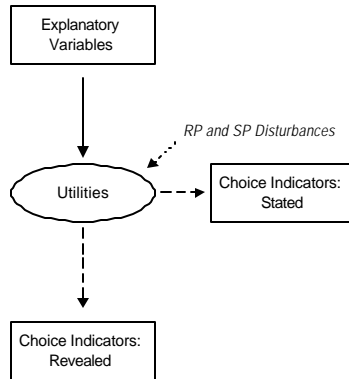 Explanatory
Variables
RP and SP Disturbances
Utilities
Choice Indicators:
Stated
Choice Indicators:
Revealed